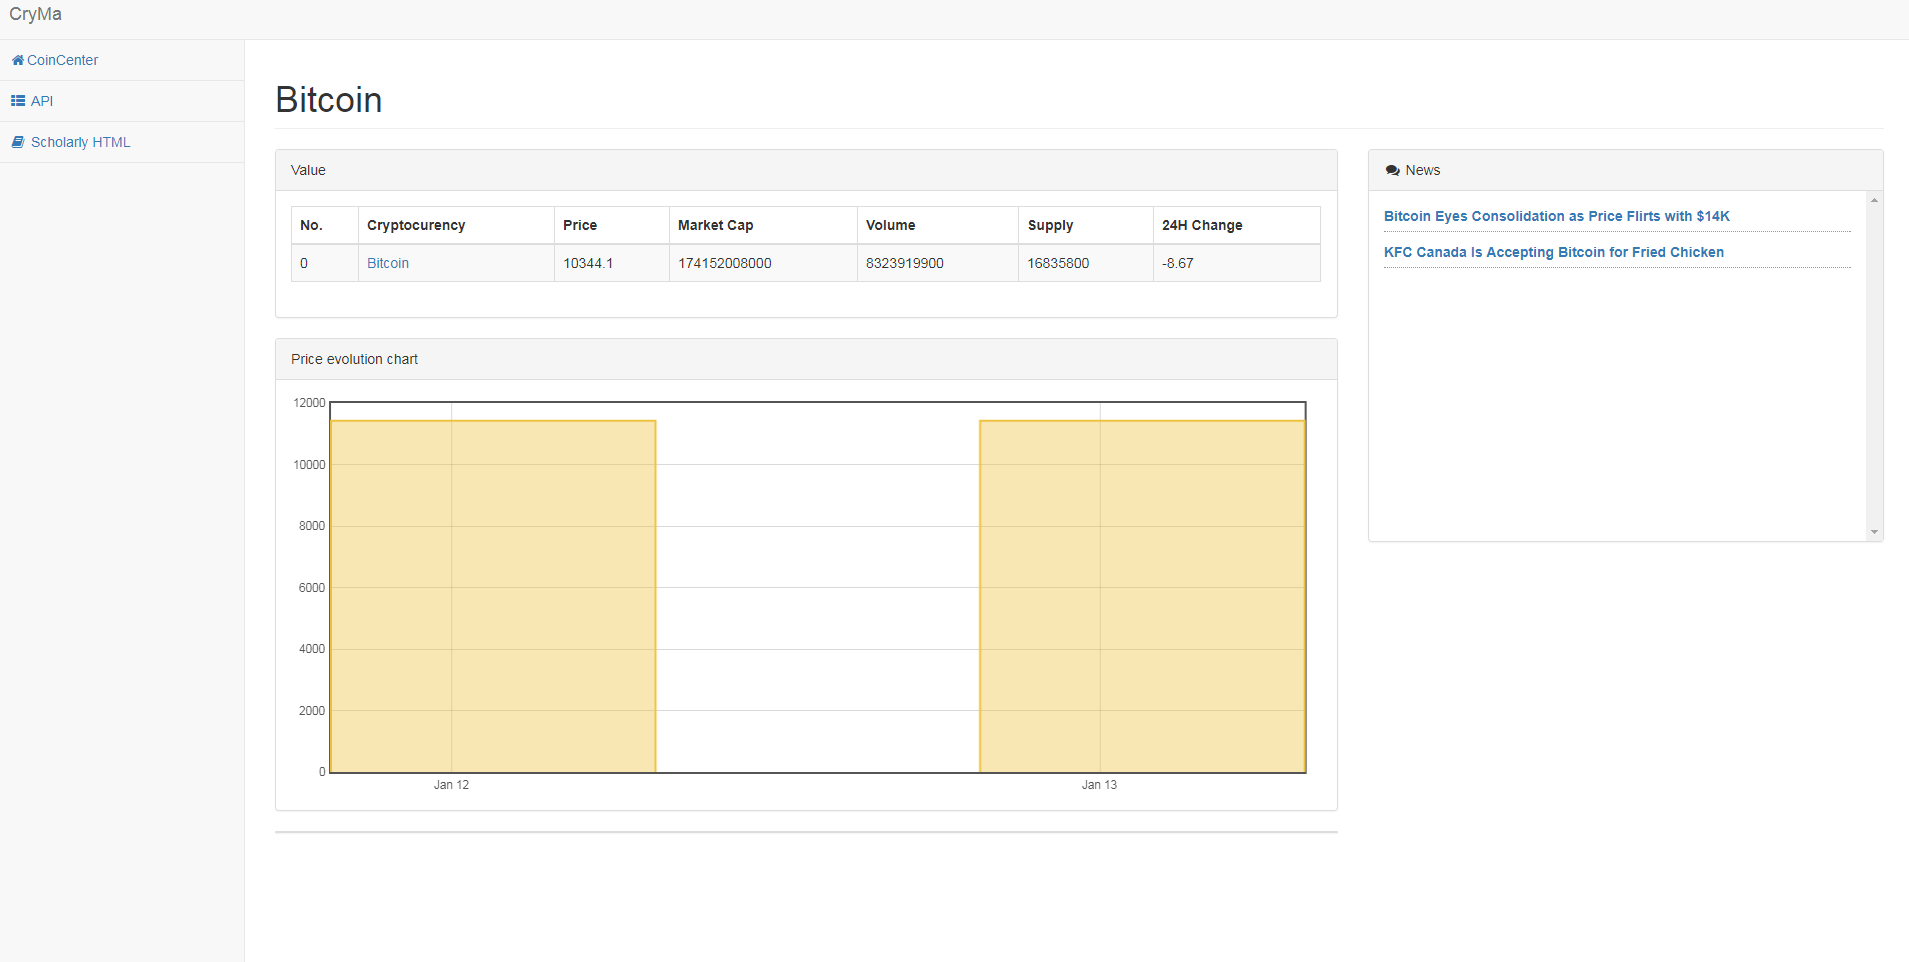 CryMa
CoinCenter
API
Scholarly HTML
Bitcoin
Value
No. Cryptocurency Price Market Cap Volume Supply 24H Change
0 Bitcoin 10344.1 174152008000 8323919900 16835800 -8.67
Price evolution chart
12000
10000
8000
6000
4000
2000
0
Jan 12 Jan 13
News
Bitcoin Eyes Consolidation as Price Flirts with $14K
KFC Canada Is Accepting Bitcoin for Fried Chicken